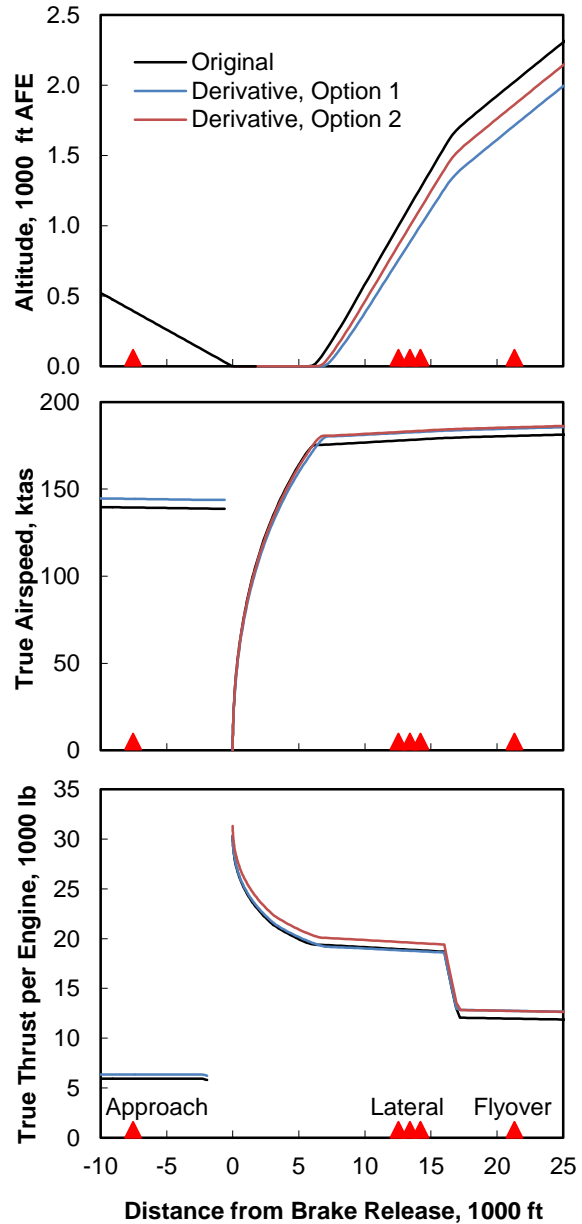 2.5
2.0
1.5
1.0
0.5
0.0
Altitude, 1000 ft AFE
Original
Derivative, Option 1
Derivative, Option 2
200
150
100
50
0
True Airspeed, ktas
35
30
25
20
15
10
5
0
True Thrust per Engine, 1000 lb
Approach
Lateral
Flyover
-10 -5 0 5 10 15 20 25
Distance from Brake Release, 1000 ft